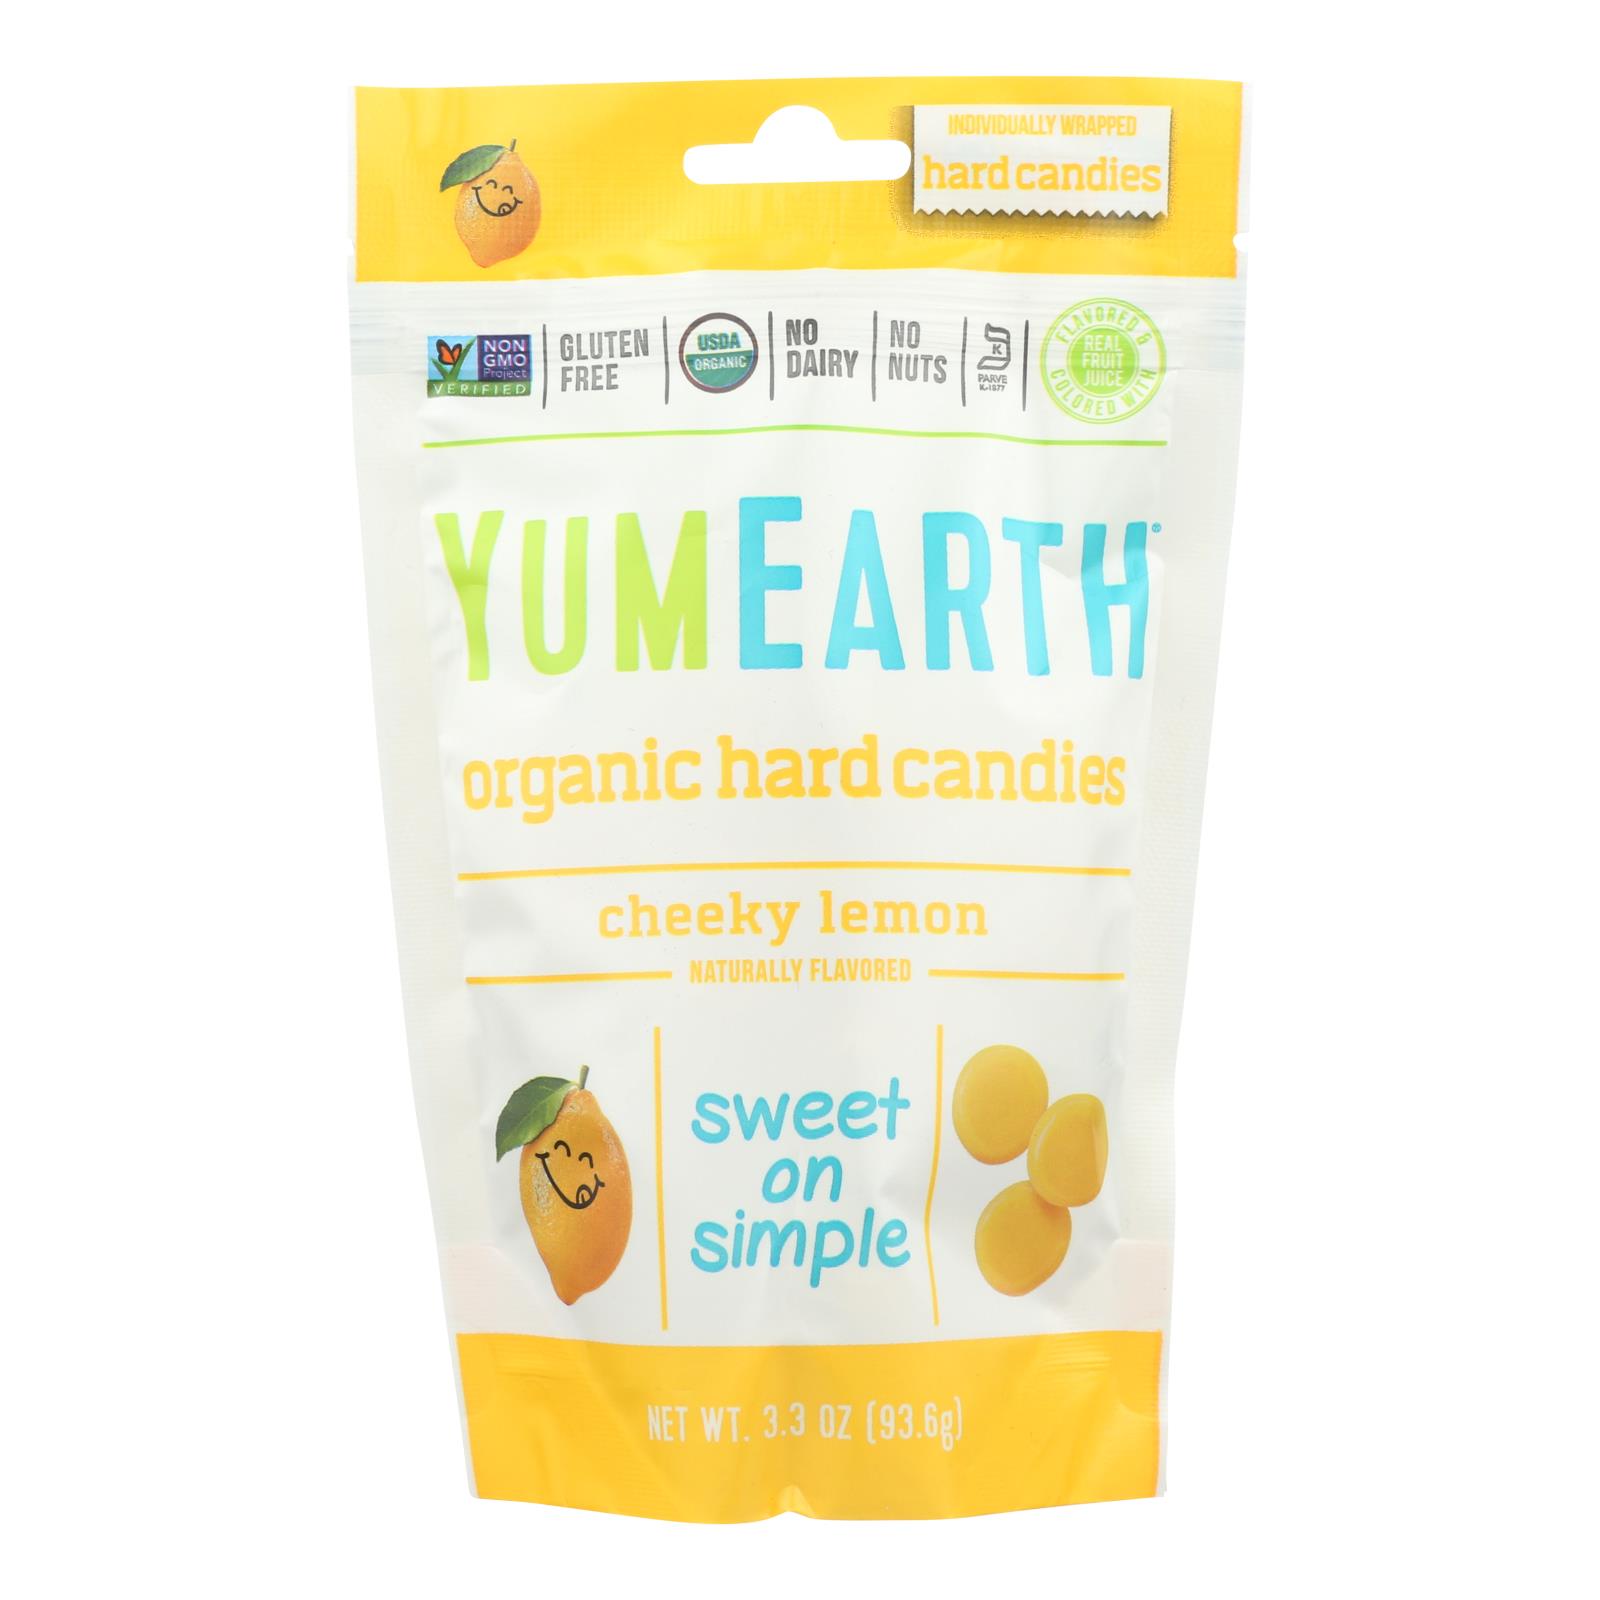 INDIVIDUALLY WRAPPED
hard candies
NON
GMO
Project
VERIFIED
GLUTEN
FREE
USDA
ORGANIC
NO
DAIRY
NO
NUTS
K
PARVE
K-1877
FLAVORED &
COLORED WITH
REAL
FRUIT
JUICE
YUMEARTH®
organic hard candies
cheeky lemon
NATURALLY FLAVORED
sweet
on
simple
NET WT. 3.3 OZ (93.6g)